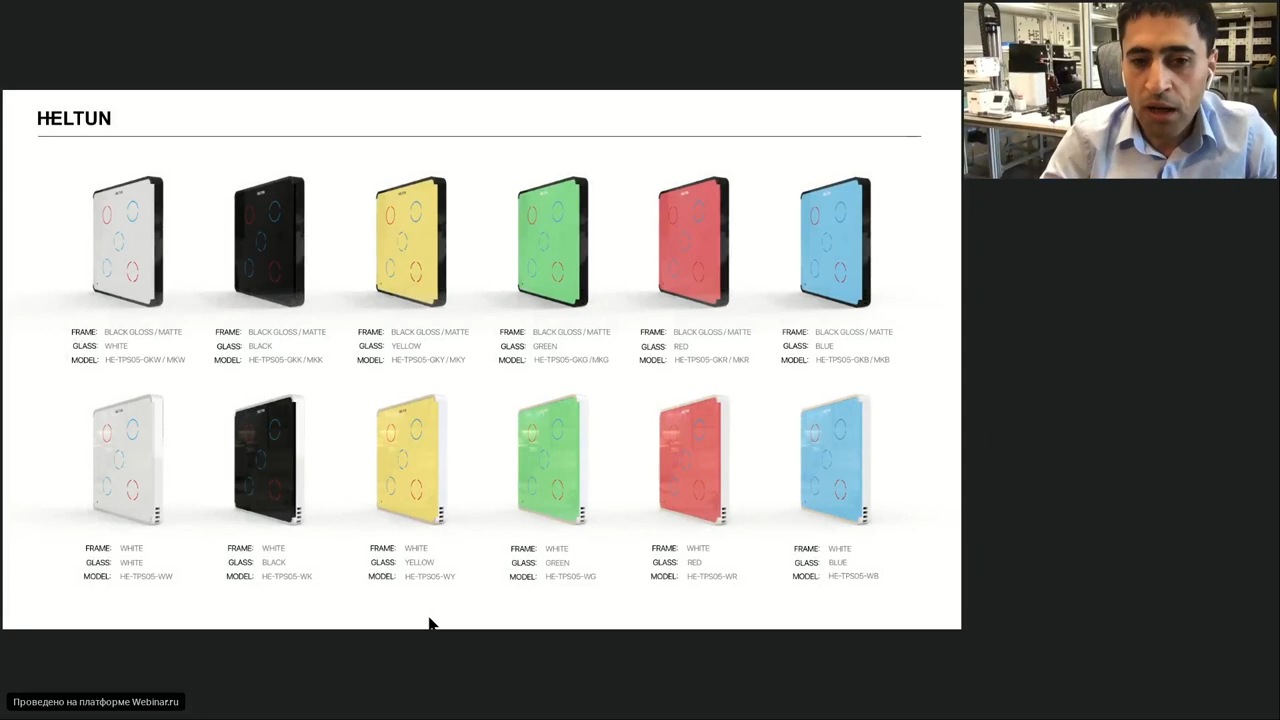 HELTUN
FRAME: BLACK GLOSS / MATTE
GLASS: WHITE
MODEL: HE-TPS05-GKW / MKW
FRAME: BLACK GLOSS / MATTE
GLASS: BLACK
MODEL: HE-TPS05-GKK / MKK
FRAME: BLACK GLOSS / MATTE
GLASS: YELLOW
MODEL: HE-TPS05-GKY / MKY
FRAME: BLACK GLOSS / MATTE
GLASS: GREEN
MODEL: HE-TPS05-GKG / MKG
FRAME: BLACK GLOSS / MATTE
GLASS: RED
MODEL: HE-TPS05-GKR / MKR
FRAME: BLACK GLOSS / MATTE
GLASS: BLUE
MODEL: HE-TPS05-GKB / MKB
FRAME: WHITE
GLASS: WHITE
MODEL: HE-TPS05-WW
FRAME: WHITE
GLASS: BLACK
MODEL: HE-TPS05-WK
FRAME: WHITE
GLASS: YELLOW
MODEL: HE-TPS05-WY
FRAME: WHITE
GLASS: GREEN
MODEL: HE-TPS05-WG
FRAME: WHITE
GLASS: RED
MODEL: HE-TPS05-WR
FRAME: WHITE
GLASS: BLUE
MODEL: HE-TPS05-WB
Проведено на платформе Webinar.ru